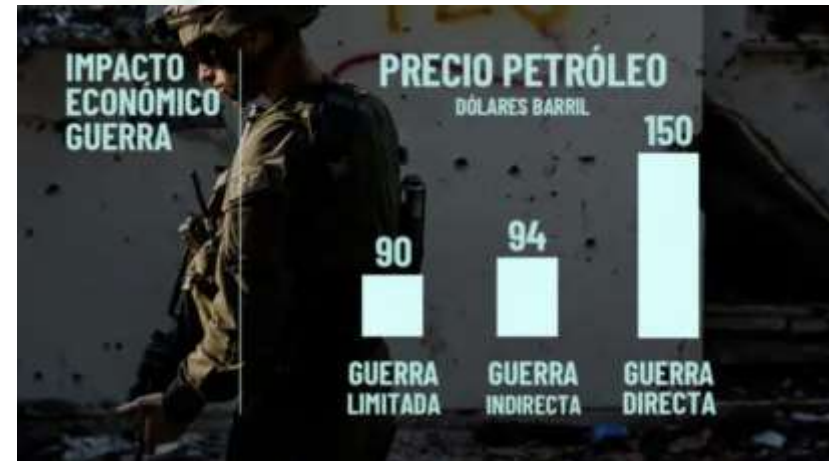 IMPACTO
ECONÓMICO
GUERRA
PRECIO PETRÓLEO
DÓLARES BARRIL
90
94
150
GUERRA
LIMITADA
GUERRA
INDIRECTA
GUERRA
DIRECTA